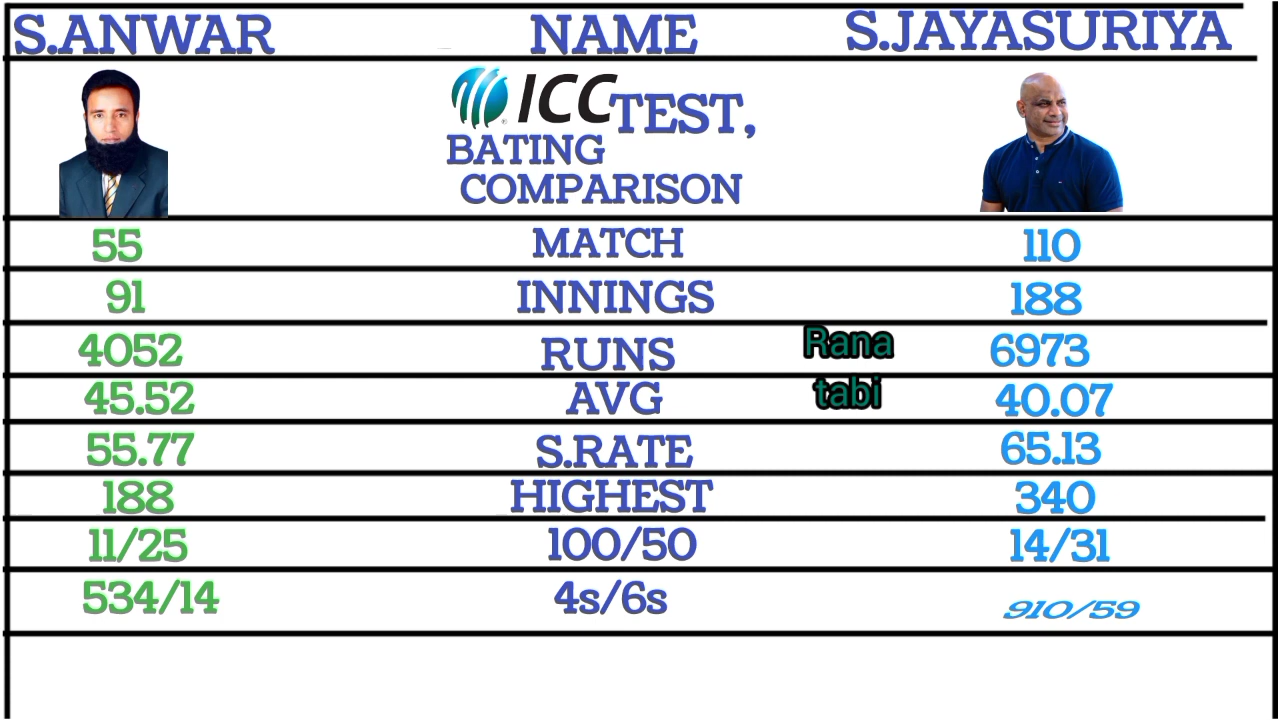 S.ANWAR NAME S.JAYASURIYA
ICC TEST,
BATING
COMPARISON
55 MATCH 110
91 INNINGS 188
4052 RUNS Rana 6973
45.52 AVG tabi 40.07
55.77 S.RATE 65.13
188 HIGHEST 340
11/25 100/50 14/31
534/14 4s/6s 910/59